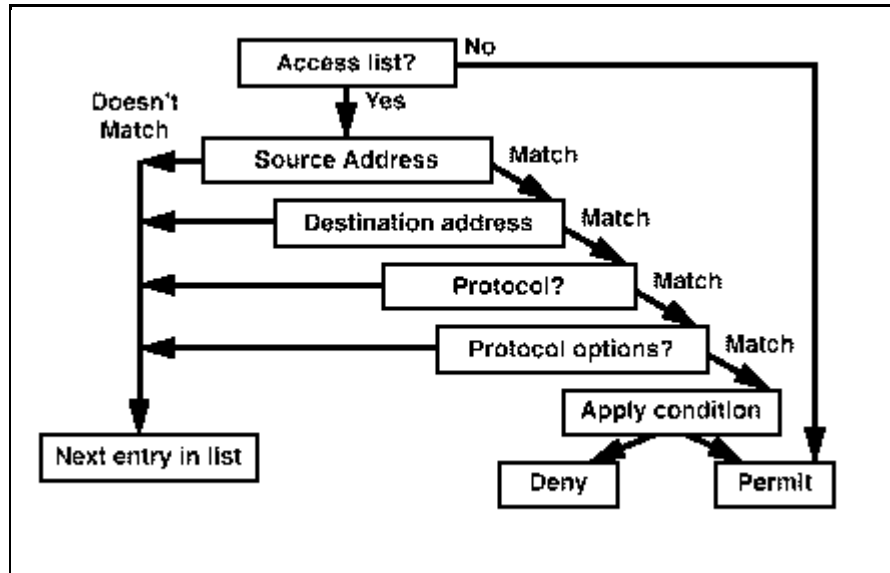 Access list?
No
Yes
Doesn't
Match
Source Address
Match
Destination address
Match
Protocol?
Match
Protocol options?
Match
Apply condition
Next entry in list
Deny
Permit